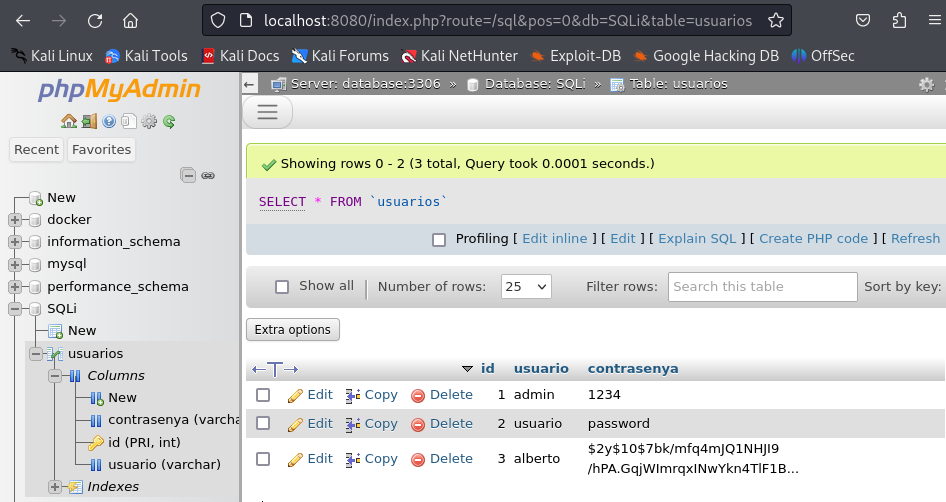 localhost:8080/index.php?route=/sql&pos=0&db=SQLi&table=usuarios
Kali Linux Kali Tools Kali Docs Kali Forums Kali NetHunter Exploit-DB Google Hacking DB OffSec
phpMyAdmin
Recent Favorites
New
docker
information_schema
mysql
performance_schema
SQLi
New
usuarios
Columns
New
contrasenya (varcha
id (PRI, int)
usuario (varchar)
Indexes
Server: database:3306 » Database: SQLi » Table: usuarios
Showing rows 0 - 2 (3 total, Query took 0.0001 seconds.)
SELECT * FROM `usuarios`
Profiling [ Edit inline ] [ Edit ] [ Explain SQL ] [ Create PHP code ] [ Refresh
Show all Number of rows: 25 Filter rows: Search this table Sort by key:
Extra options
id usuario contrasenya
Edit Copy Delete 1 admin 1234
Edit Copy Delete 2 usuario password
Edit Copy Delete 3 alberto $2y$10$7bk/mfq4mJQ1NHJI9
/hPA.GqjWImrqxINwYkn4TlF1B...